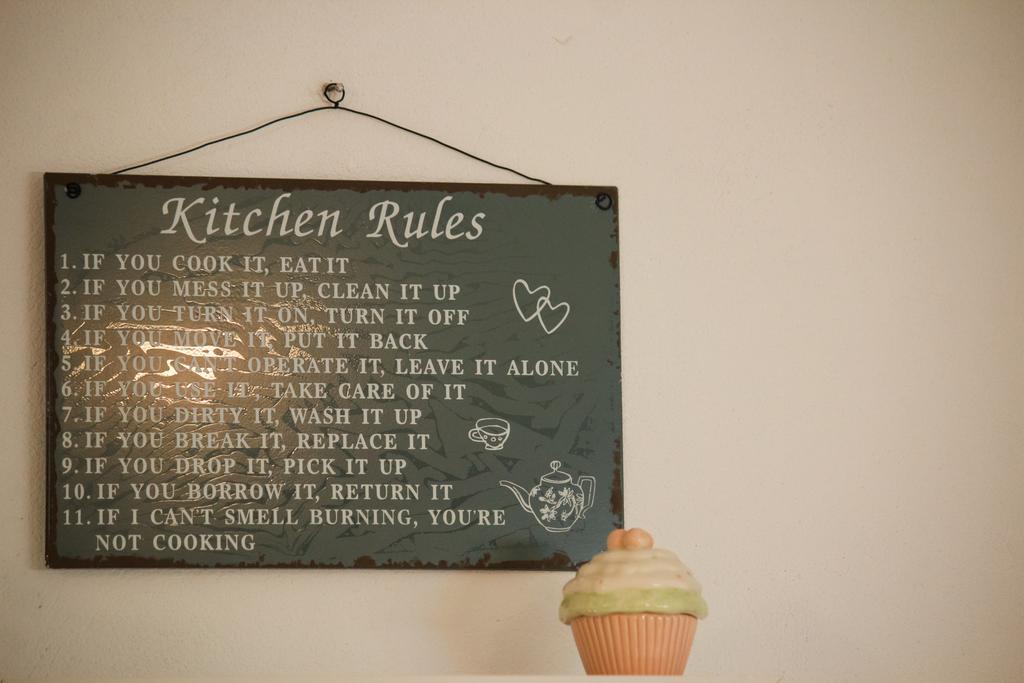 Kitchen Rules
1. IF YOU COOK IT, EAT IT
2. IF YOU MESS IT UP, CLEAN IT UP
3. IF YOU TURN IT ON, TURN IT OFF
4. IF YOU MOVE IT, PUT IT BACK
5. IF YOU CAN'T OPERATE IT, LEAVE IT ALONE
6. IF YOU USE IT, TAKE CARE OF IT
7. IF YOU DIRTY IT, WASH IT UP
8. IF YOU BREAK IT, REPLACE IT
9. IF YOU DROP IT, PICK IT UP
10. IF YOU BORROW IT, RETURN IT
11. IF I CAN'T SMELL BURNING, YOU'RE
NOT COOKING